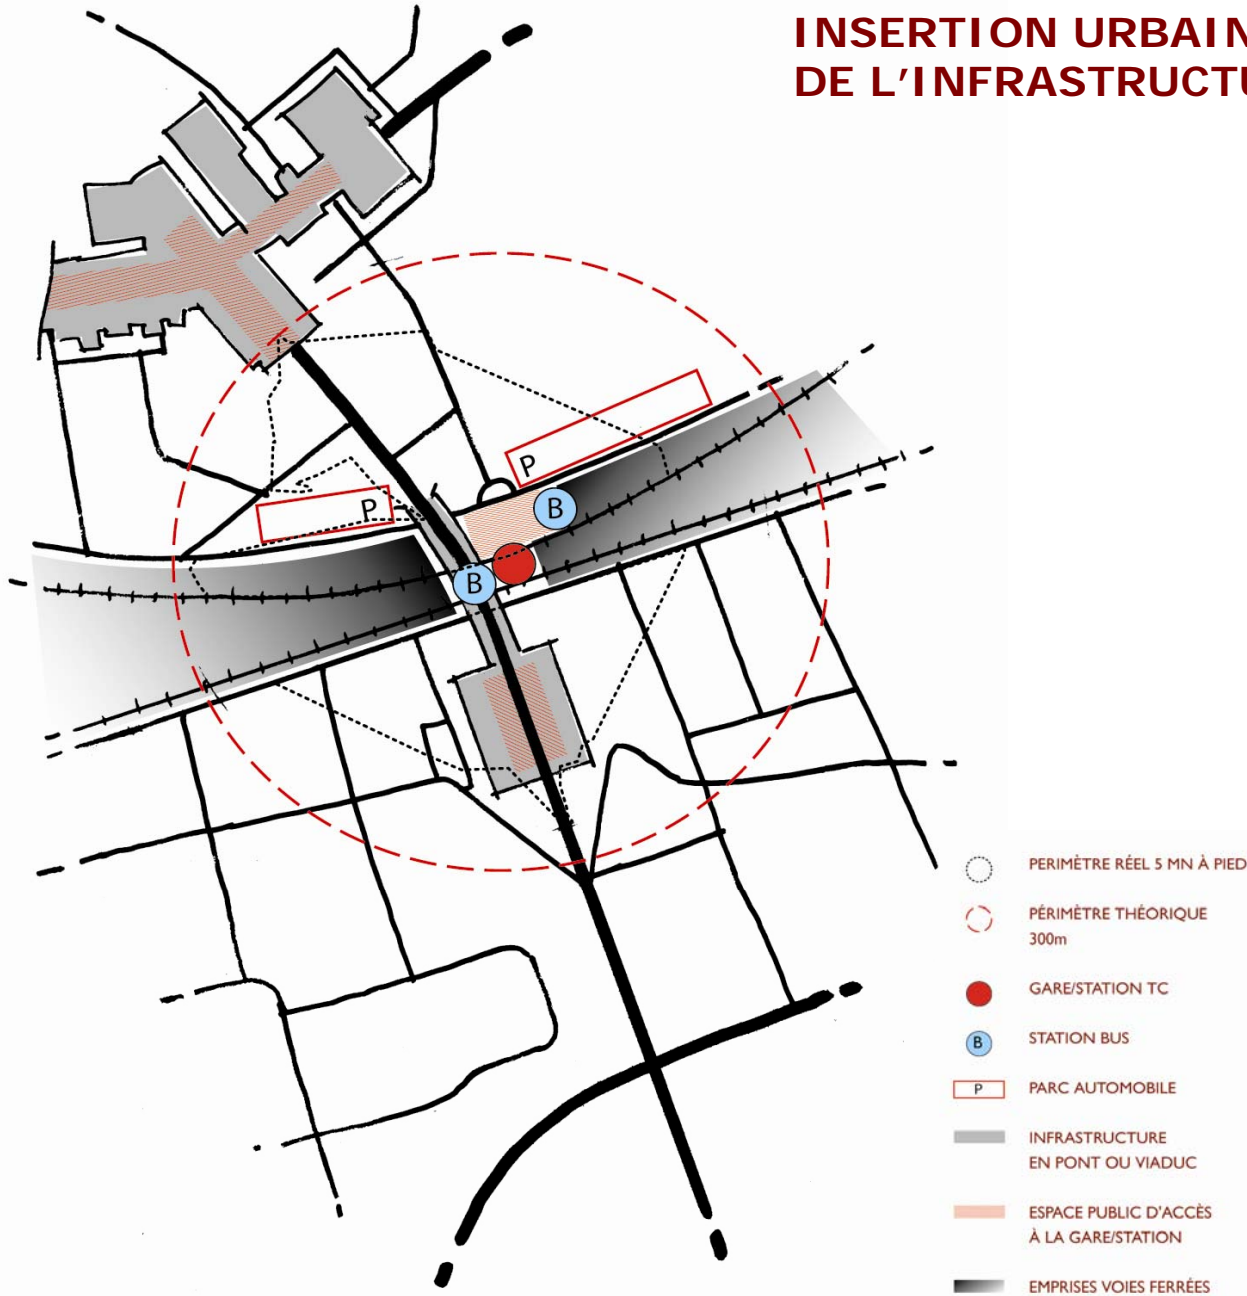 INSERTION URBAIN
DE L'INFRASTRUCTU
P
B
P
B
PERIMÈTRE RÉEL 5 MN À PIED
PÉRIMÈTRE THÉORIQUE
300m
GARE/STATION TC
B
STATION BUS
P
PARC AUTOMOBILE
INFRASTRUCTURE
EN PONT OU VIADUC
ESPACE PUBLIC D'ACCÈS
À LA GARE/STATION
EMPRISES VOIES FERRÉES